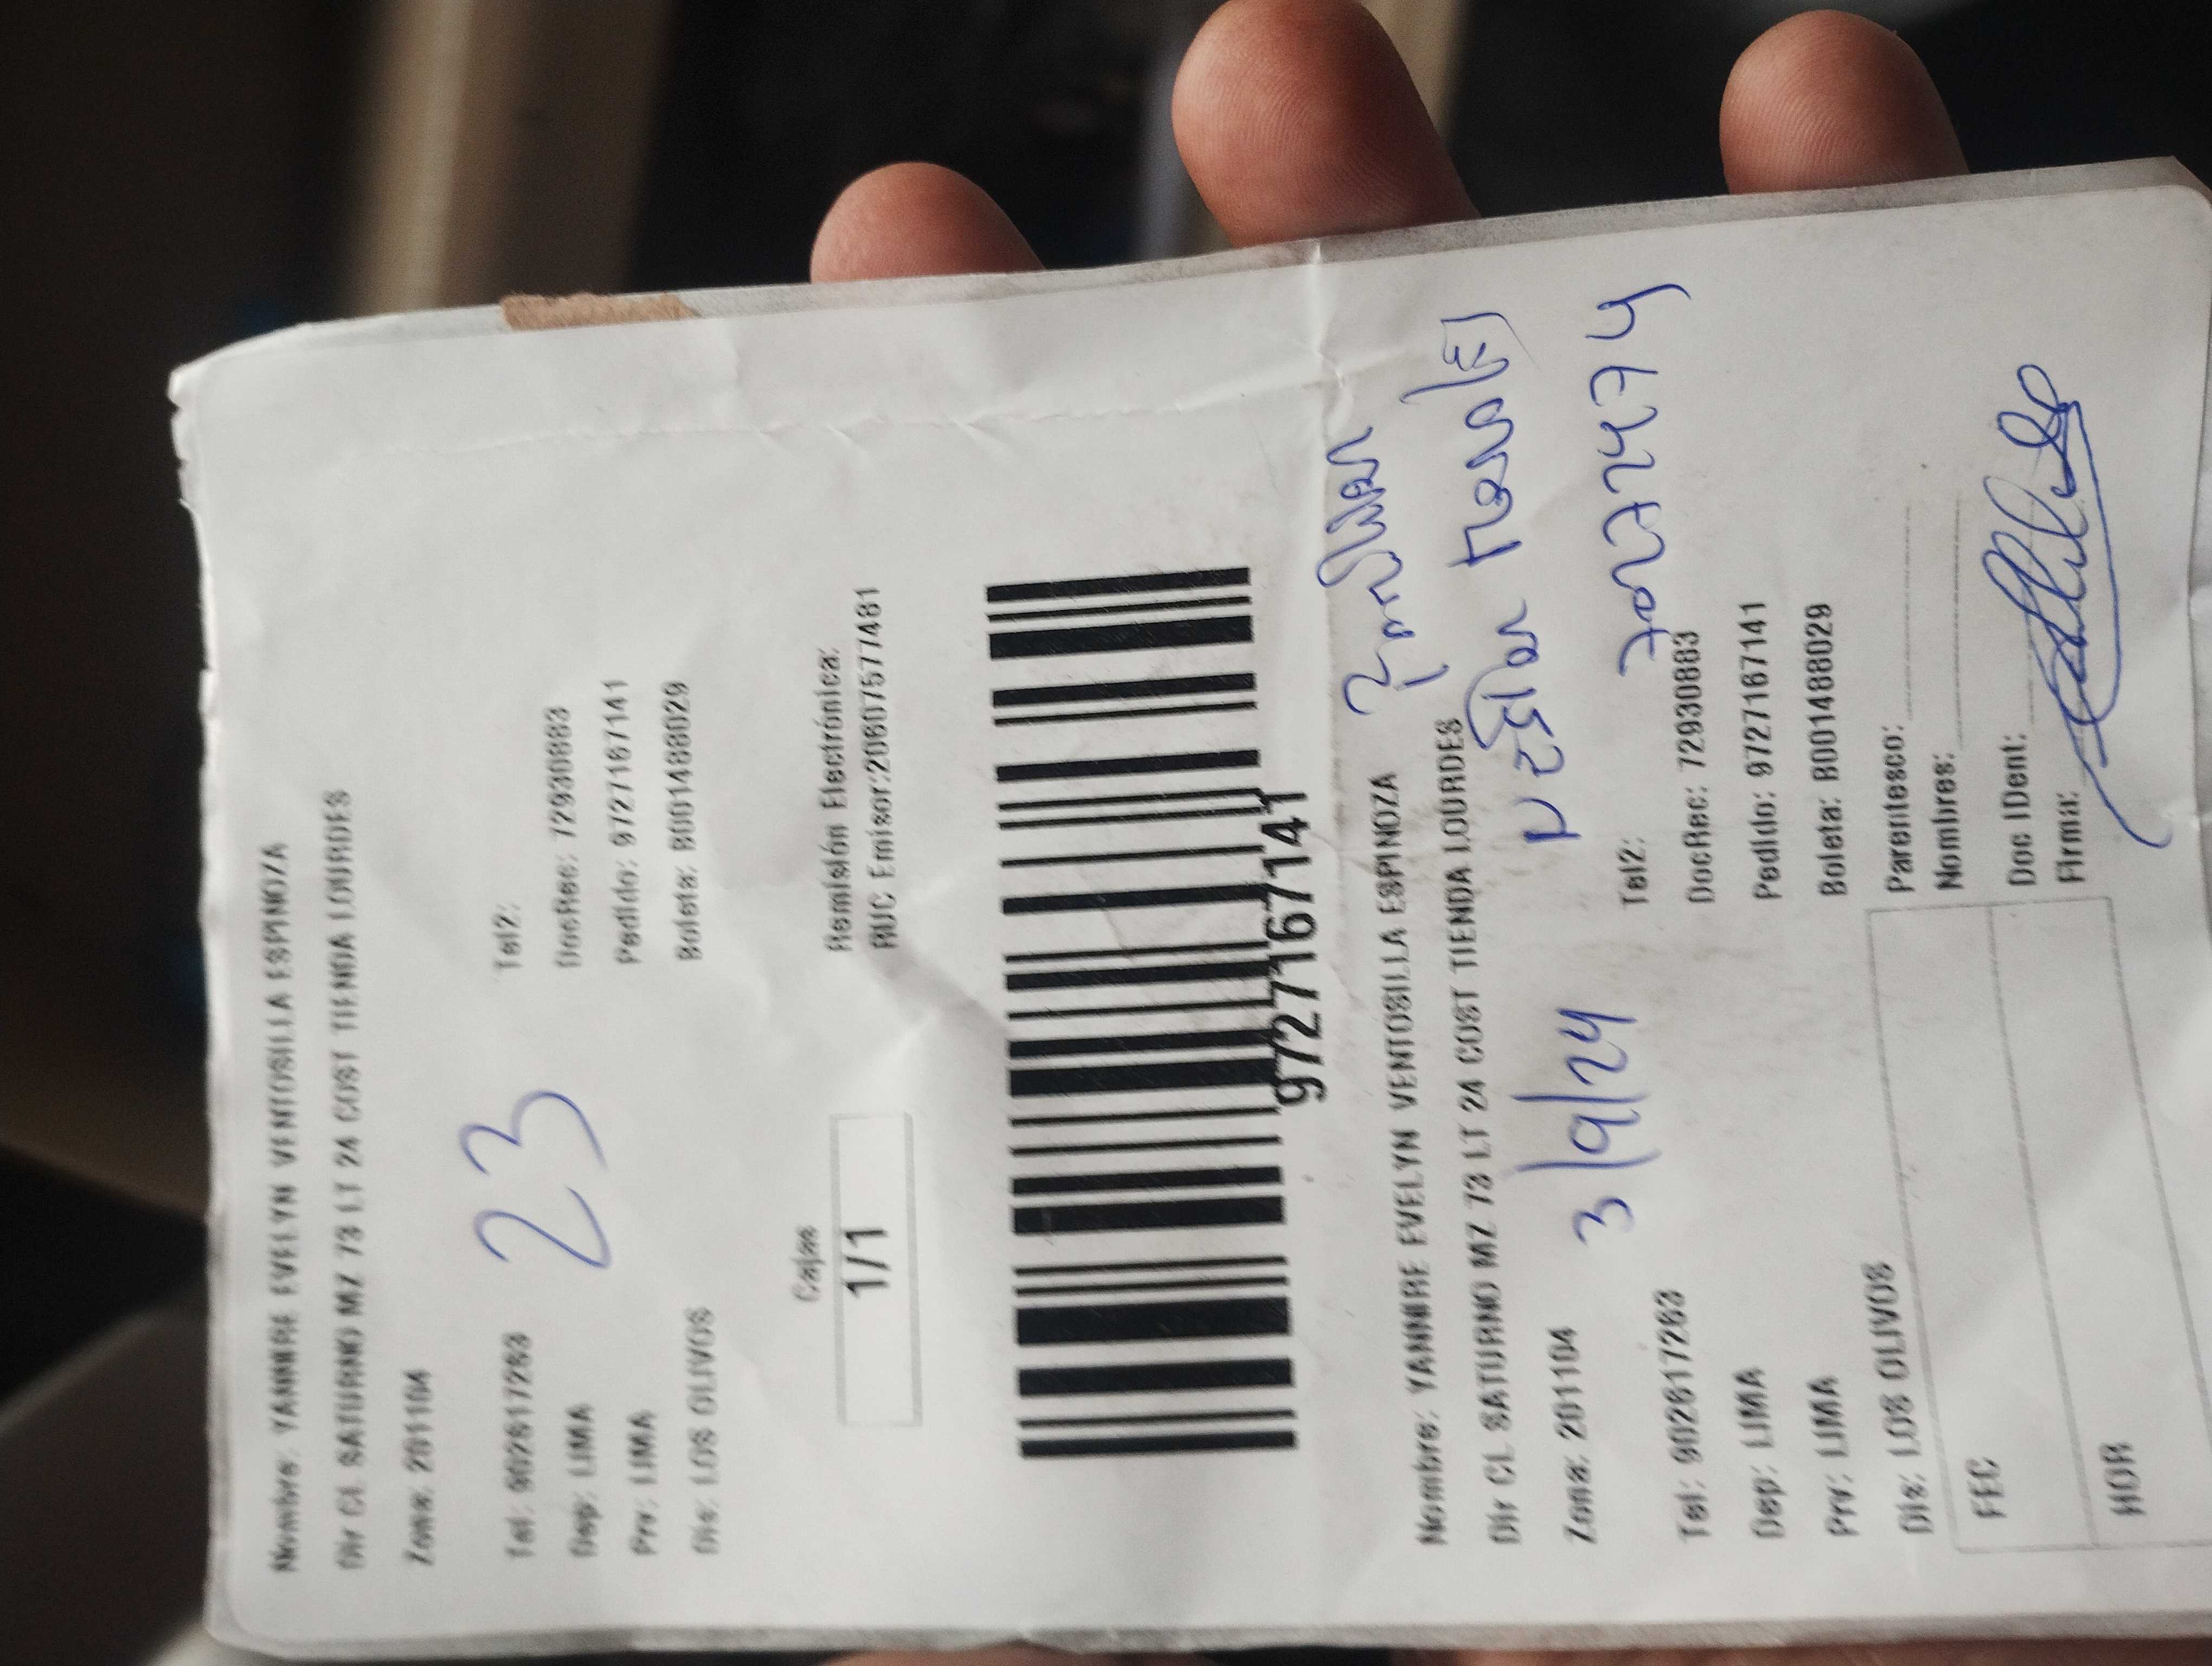 Nombre: YANNIRE EVELYN VENTOSILLA ESPINOZA
Dir CL SATURNO MZ 73 LT 24 COST TIENDA LOURDES
Zona: 201104
23
Tel: 902617263
Tel2:
Dep: LIMA
DocRec: 72930883
Prv: LIMA
Pedido: 9727167141
Dis: LOS OLIVOS
Boleta: B001488029
Cajas
1/1
Remisión Electrónica:
RUC Emisor:20607577481
9727167141
Nombre: YANNIRE EVELYN VENTOSILLA ESPINOZA
Dir CL SATURNO MZ 73 LT 24 COST TIENDA LOURDES
Zona: 201104
3/9/24
70272474
Tel: 902617263
Tel2:
Dep: LIMA
DocRec: 72930883
Prv: LIMA
Pedido: 9727167141
Dis: LOS OLIVOS
Boleta: B001488029
FEC
HOR
Parentesco:
Nombres:
Doc IDent:
Firma: